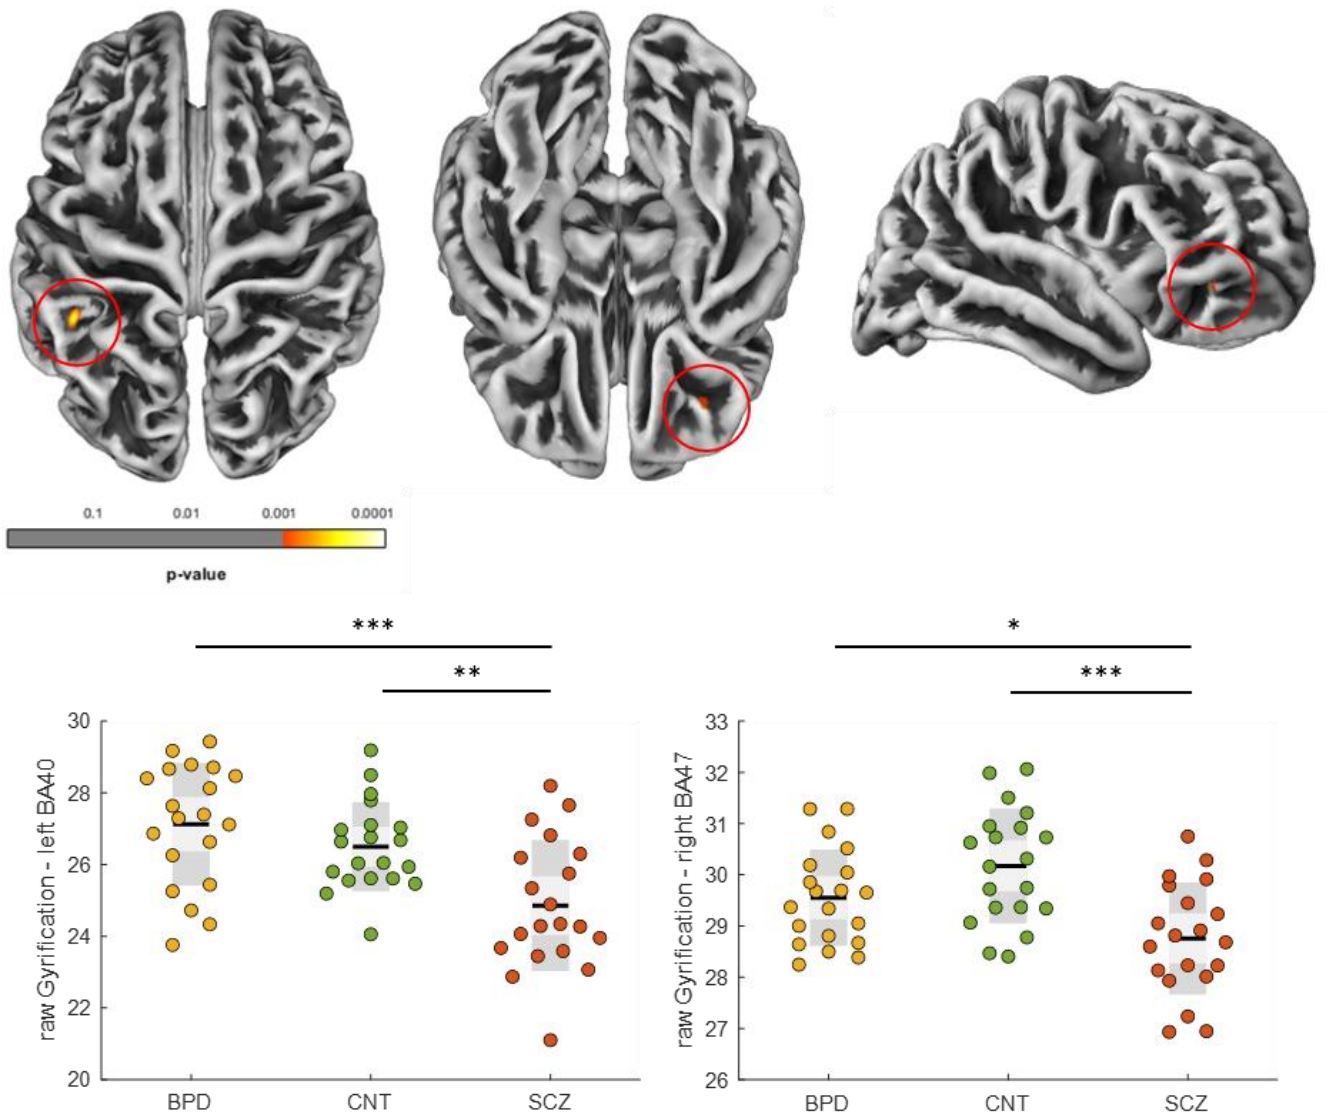 0.1 0.01 0.001 0.0001
p-value
*** *
** ***
raw Gyrification - left BA40
30
28
26
24
22
20
BPD CNT SCZ
raw Gyrification - right BA47
33
32
31
30
29
28
27
26
BPD CNT SCZ